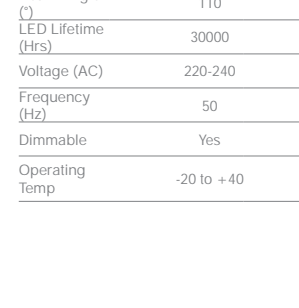 (°)
110
LED Lifetime
(Hrs)
30000
Voltage (AC)
220-240
Frequency
(Hz)
50
Dimmable
Yes
Operating
Temp
-20 to +40